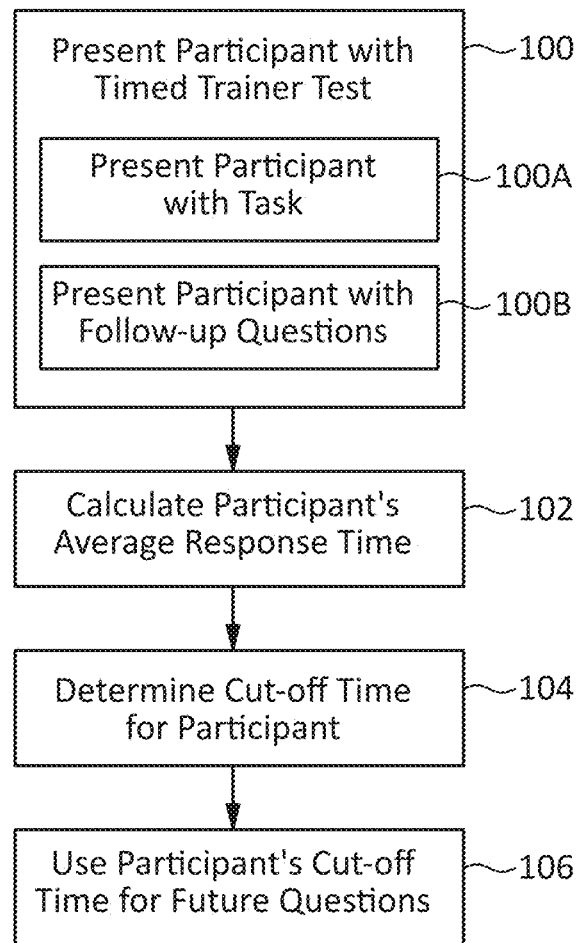 Present Participant with
Timed Trainer Test
100
Present Participant
with Task
100A
Present Participant with
Follow-up Questions
100B
Calculate Participant's
Average Response Time
102
Determine Cut-off Time
for Participant
104
Use Participant's Cut-off
Time for Future Questions
106